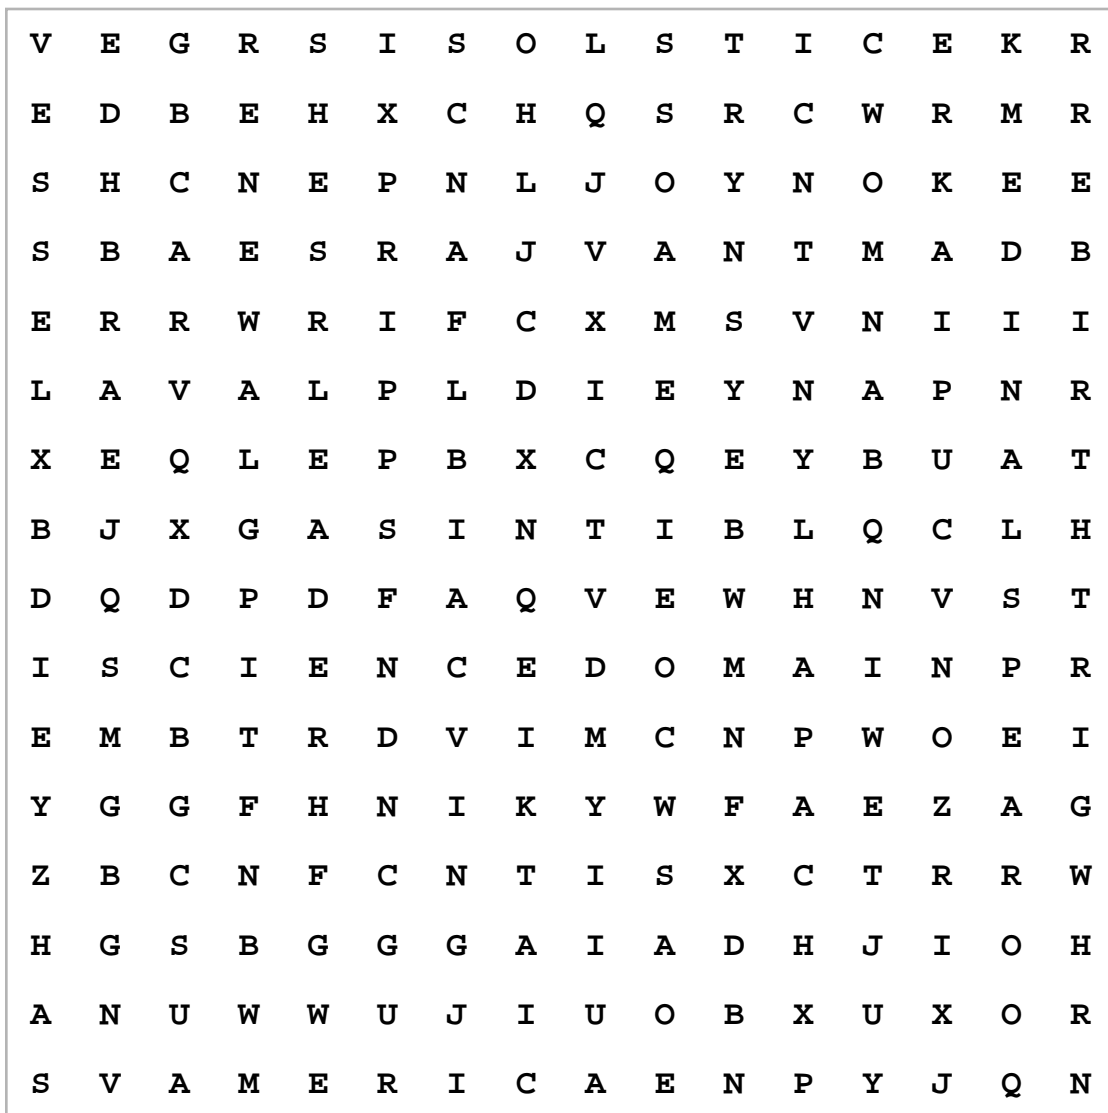 V E G R S I S O L S T I C E K R
E D B E H X C H Q S R C W R M R
S H C N E P N L J O Y N O K E E
S B A E S R A J V A N T M A D B
E R R W R I F C X M S V N I I I
L A V A L P L D I E Y N A P N R
X E Q L E P B X C Q E Y B U A T
B J X G A S I N T I B L Q C L H
D Q D P D F A Q V E W H N V S T
I S C I E N C E D O M A I N P R
E M B T R D V I M C N P W O E I
Y G G F H N I K Y W F A E Z A G
Z B C N F C N T I S X C T R R W
H G S B G G G A I A D H J I O H
A N U W W U J I U O B X U X O R
S V A M E R I C A E N P Y J Q N